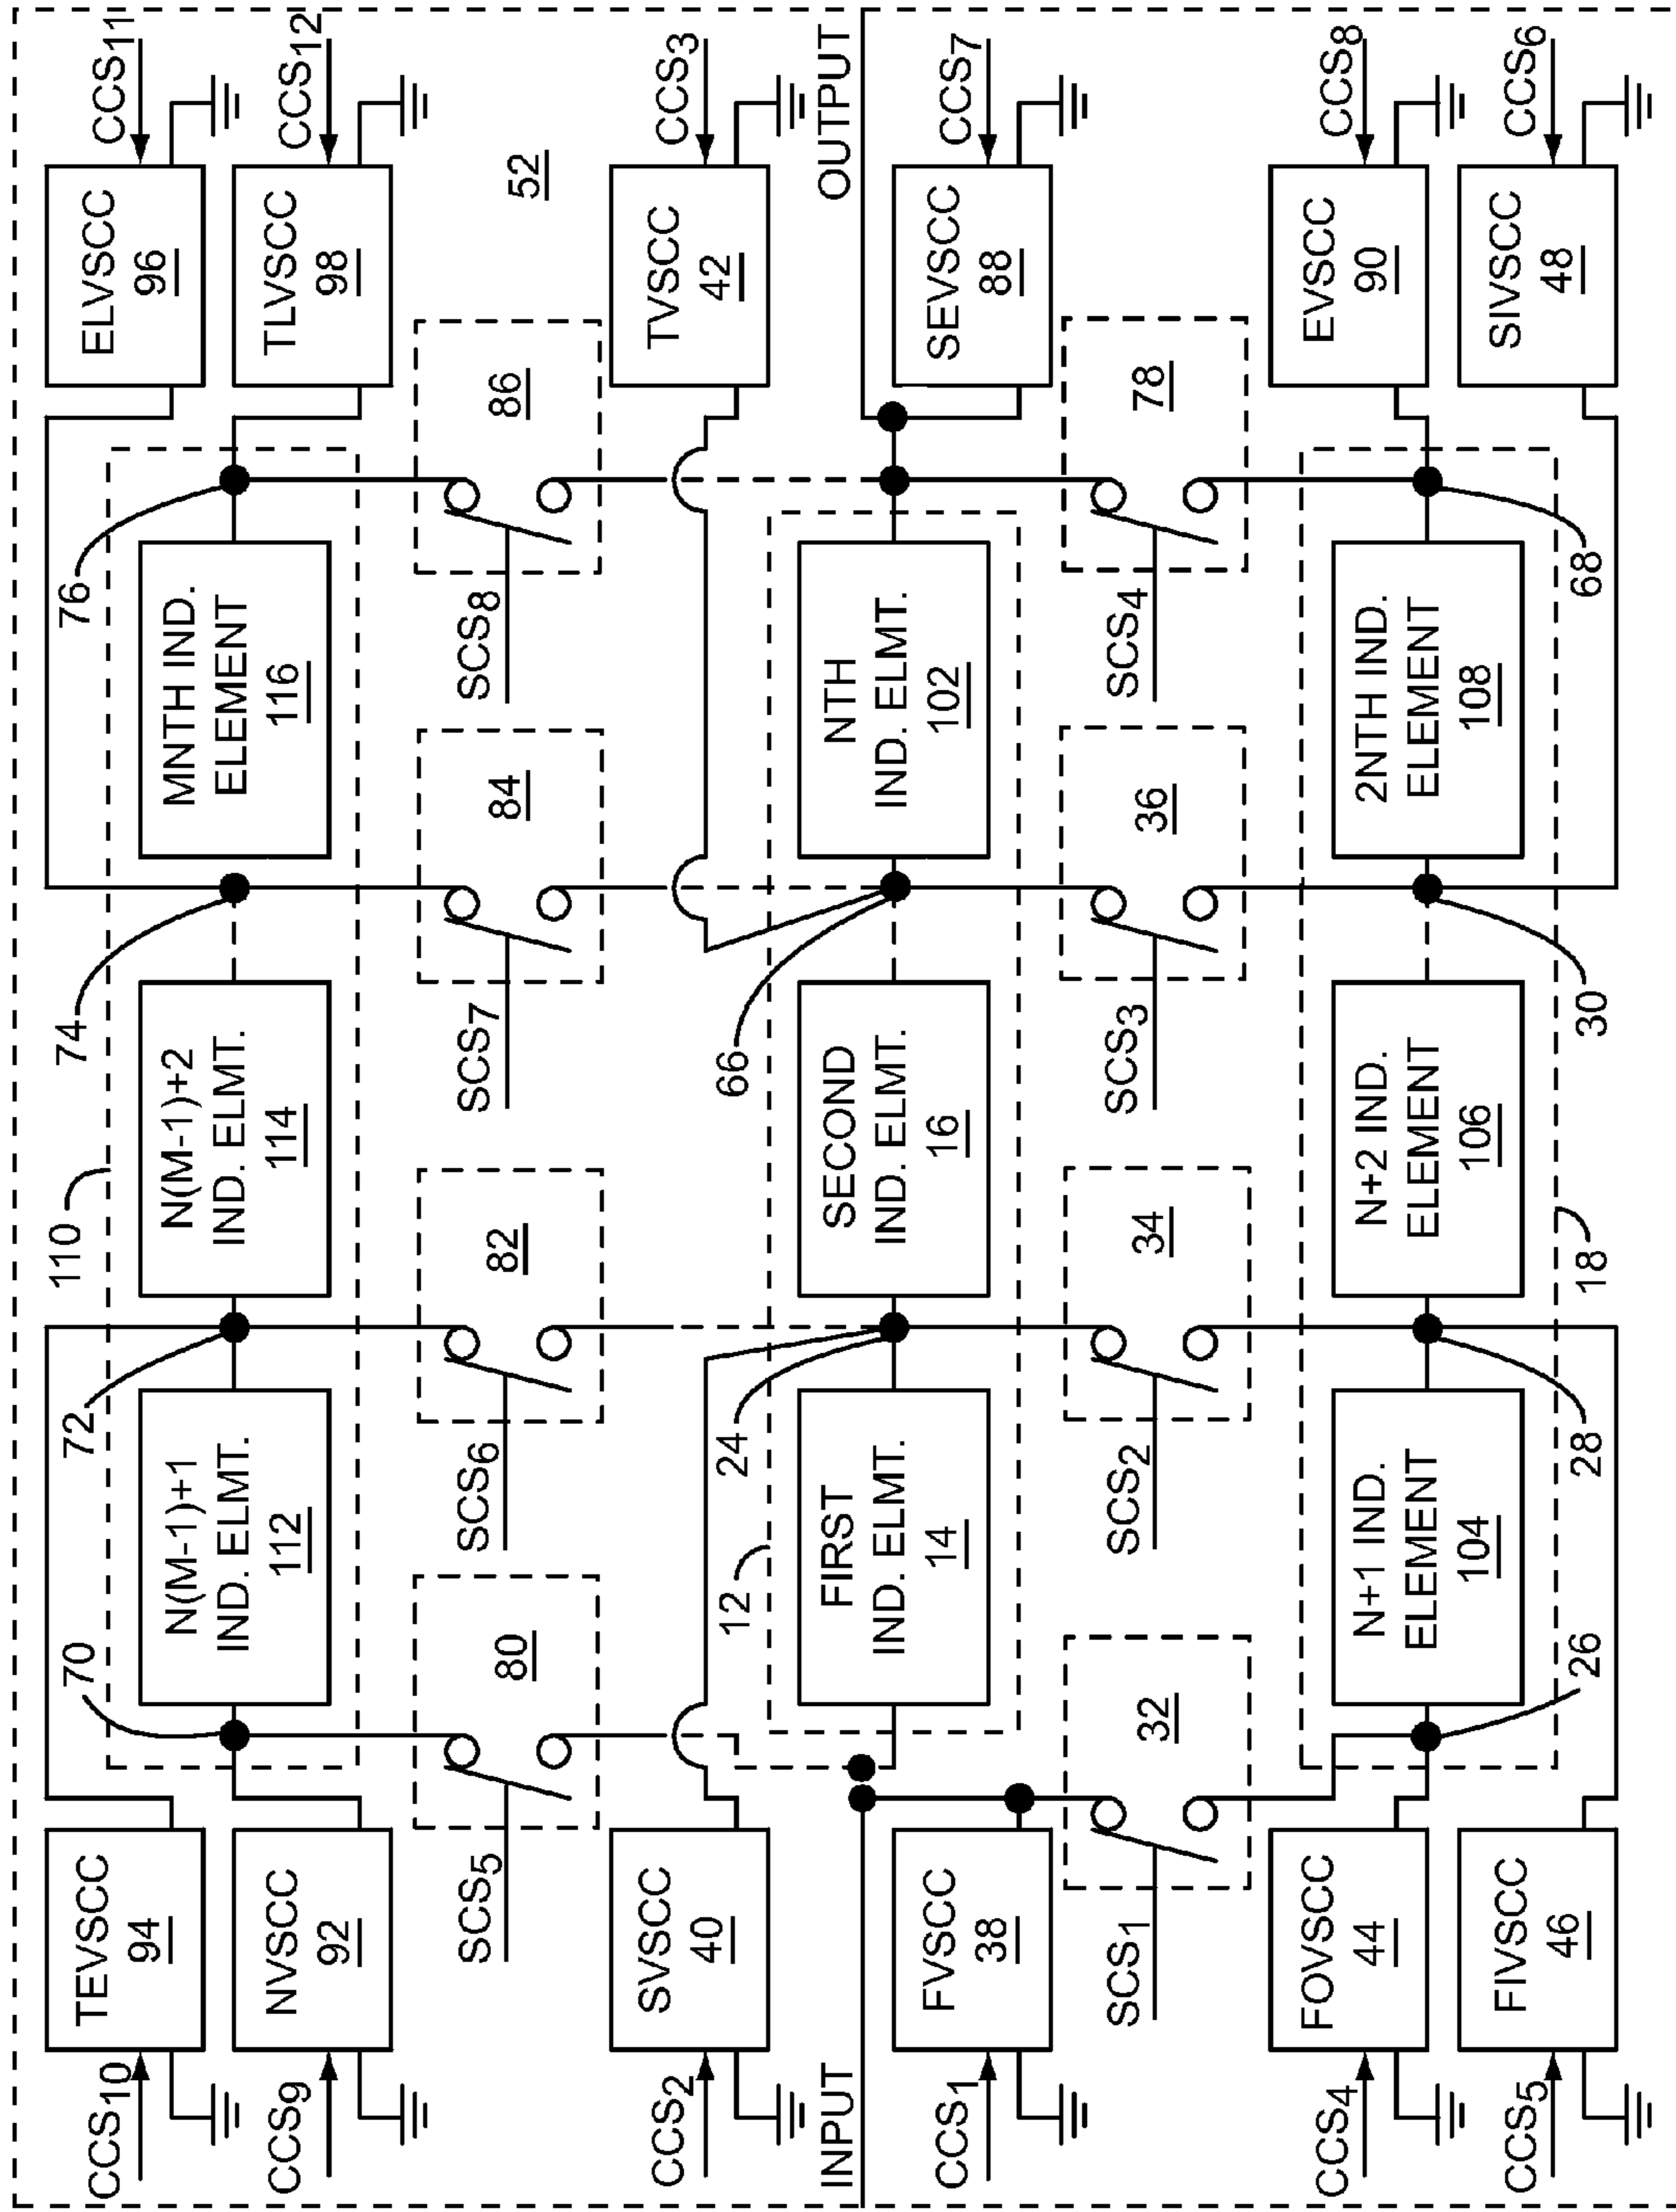 CCS10
TEVSCC
94
70
72
110
74
76
ELVSCC
96
CCS11
CCS9
NVSCC
92
N(M-1)+1
IND. ELMT.
112
N(M-1)+2
IND. ELMT.
114
MNTH IND.
ELEMENT
116
TLVSCC
98
CCS12
SCS5
80
SCS6
82
SCS7
84
SCS8
86
52
CCS2
SVSCC
40
12
24
66
TVSCC
42
CCS3
INPUT
FIRST
IND. ELMT.
14
SECOND
IND. ELMT.
16
NTH
IND. ELMT.
102
OUTPUT
CCS1
FVSCC
38
SEVSCC
88
CCS7
SCS1
32
SCS2
34
SCS3
36
SCS4
78
CCS4
FOVSCC
44
N+1 IND.
ELEMENT
104
N+2 IND.
ELEMENT
106
2NTH IND.
ELEMENT
108
EVSCC
90
CCS8
CCS5
FIVSCC
46
26
28
18
30
68
SIVSCC
48
CCS6